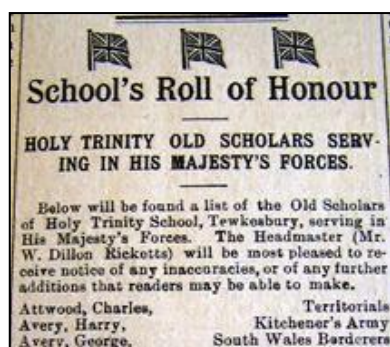 School's Roll of Honour
HOLY TRINITY OLD SCHOLARS SERV-
ING IN HIS MAJESTY'S FORCES.
Below will be found a list of the Old Scholars
of Holy Trinity School, Tewkesbury, serving in
His Majesty's Forces. The Headmaster (Mr.
W. Dillon Ricketts) will be most pleased to re-
ceive notice of any inaccuracies, or of any further
additions that readers may be able to make.
Attwood, Charles, Territorials
Avery, Harry, Kitchener's Army
Avery, George, South Wales Borderers